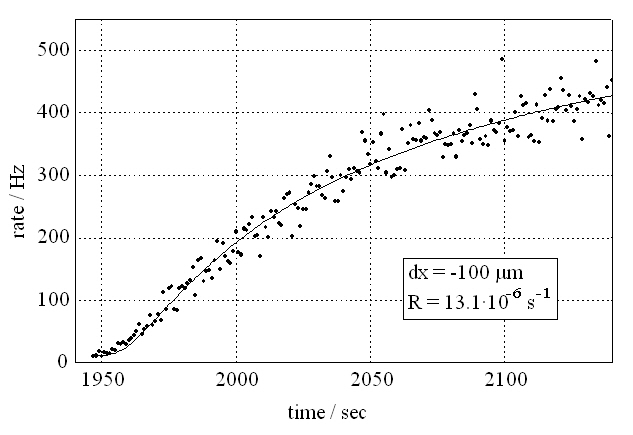 500
400
300
200
100
0
rate / Hz
dx = -100 µm
R = 13.1·10⁻⁶ s⁻¹
1950 2000 2050 2100
time / sec